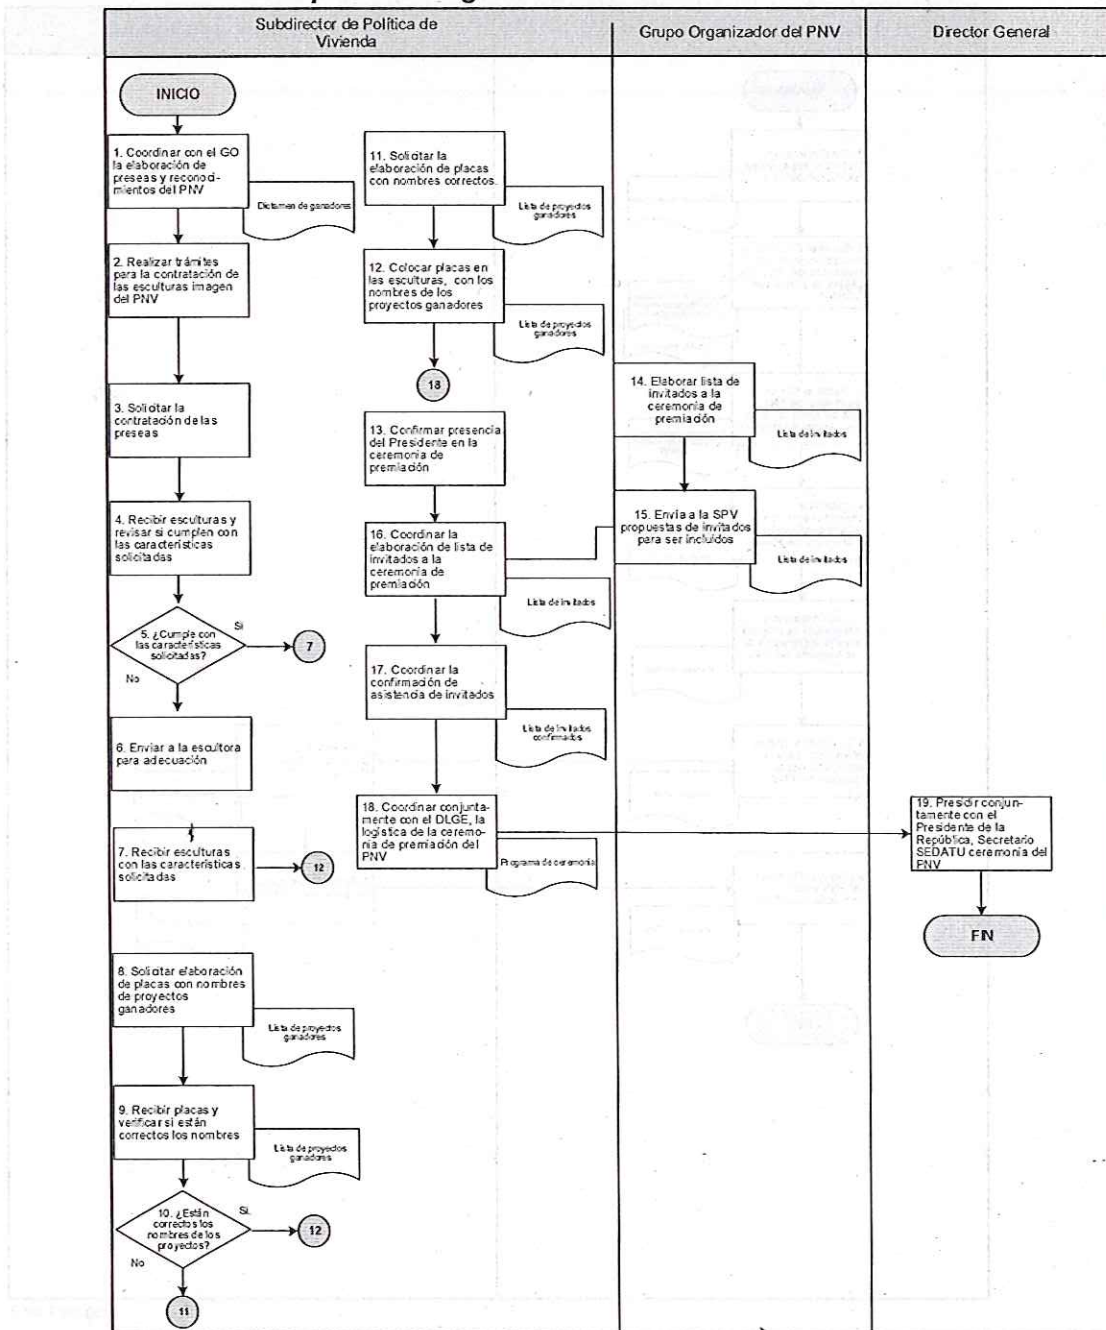 Subdirector de Política de
Vivienda
Grupo Organizador del PNV
Director General
INICIO
1. Coordinar con el GO
la elaboración de
preseas y reconoci-
mientos del PNV
Dictamen de ganadores
2. Realizar trámites
para la contratación de
las esculturas imagen
del PNV
3. Solicitar la
contratación de las
preseas
4. Recibir esculturas y
revisar si cumplen con
las características
solicitadas
5. ¿Cumple con
las características
solicitadas?
Si
7
No
6. Enviar a la escultora
para adecuación
7. Recibir esculturas
con las características
solicitadas
12
8. Solicitar elaboración
de placas con nombres
de proyectos
ganadores
Lista de proyectos
ganadores
9. Recibir placas y
verificar si están
correctos los nombres
Lista de proyectos
ganadores
10. ¿Están
correctos los
nombres de los
proyectos?
Si
12
No
11
11. Solicitar la
elaboración de placas
con nombres correctos.
Lista de proyectos
ganadores
12. Colocar placas en
las esculturas, con los
nombres de los
proyectos ganadores
Lista de proyectos
ganadores
18
13. Confirmar presencia
del Presidente en la
ceremonia de
premiación
16. Coordinar la
elaboración de lista de
invitados a la
ceremonia de
premiación
Lista de invitados
17. Coordinar la
confirmación de
asistencia de invitados
Lista de invitados
confirmados
18. Coordinar conjunta-
mente con el DLGE, la
logística de la ceremo-
nia de premiación del
PNV
Programa de ceremonia
14. Elaborar lista de
invitados a la
ceremonia de
premiación
Lista de invitados
15. Envia a la SPV
propuestas de invitados
para ser incluidos
Lista de invitados
19. Presidir conjun-
tamente con el
Presidente de la
República, Secretario
SEDATU ceremonia del
PNV
FIN